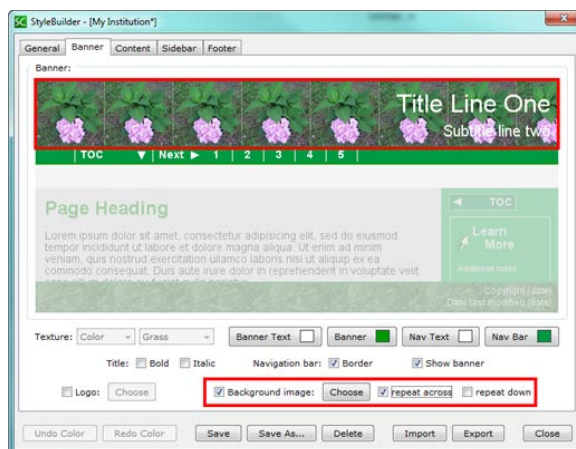 StyleBuilder - [My Institution*]
General Banner Content Sidebar Footer
Banner:
Title Line One
Subtitle line two
TOC ▼ Next ► 1 2 3 4 5
Page Heading
◄ TOC
Lorem ipsum dolor sit amet, consectetur adipisicing elit, sed do eiusmod
tempor incididunt ut labore et dolore magna aliqua. Ut enim ad minim
veniam, quis nostrud exercitation ullamco laboris nisi ut aliquip ex ea
commodo consequat. Duis aute irure dolor in reprehenderit in voluptate velit
Learn
More
Additional notes
Copyright (date)
Date last modified (date)
Texture: Color Grass Banner Text Banner Nav Text Nav Bar
Title: Bold Italic Navigation bar: Border Show banner
Logo: Choose Background image: Choose repeat across repeat down
Undo Color Redo Color Save Save As... Delete Import Export Close